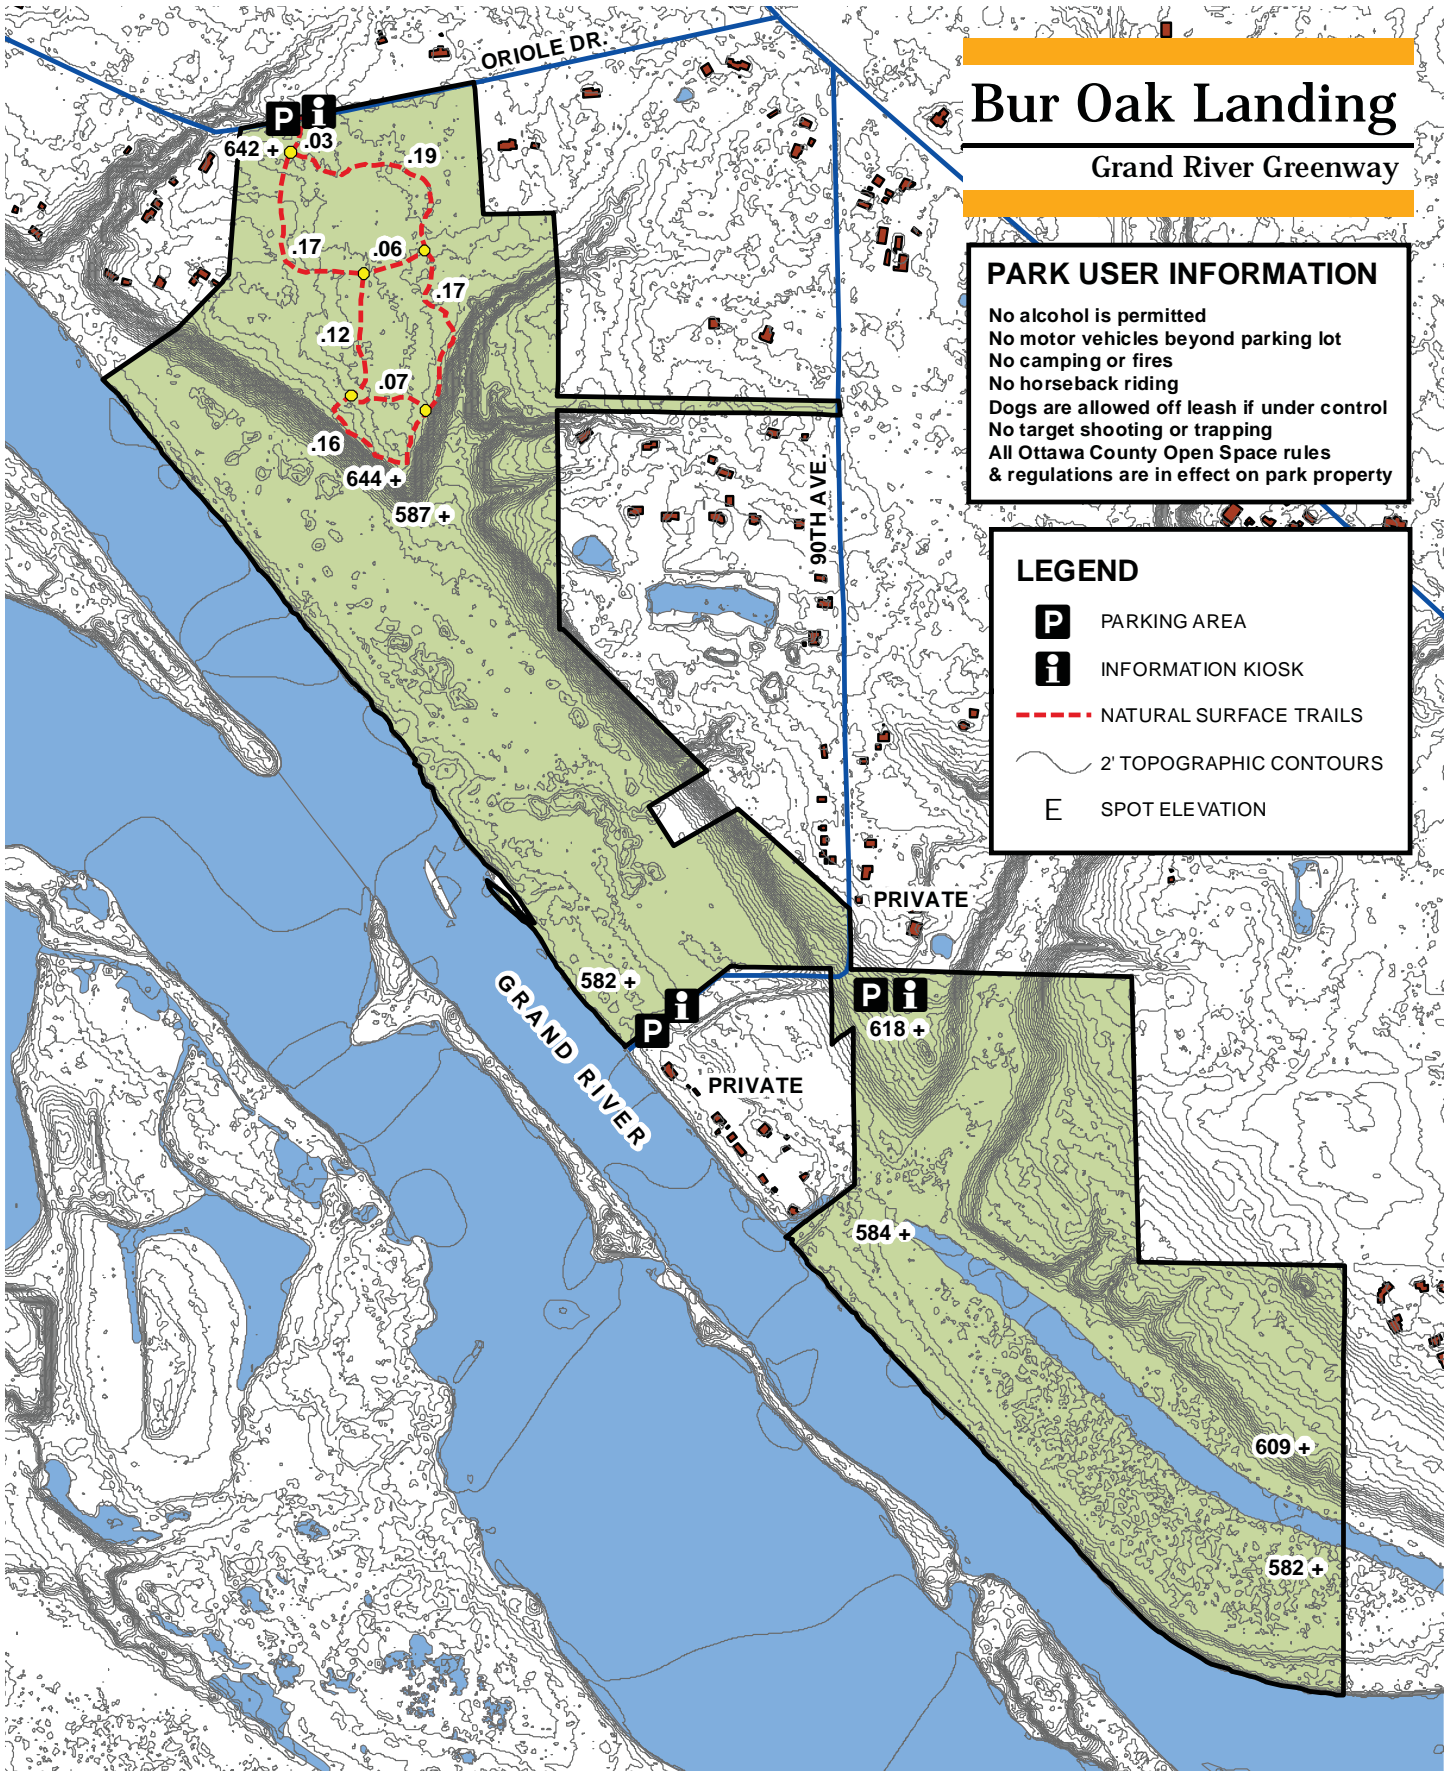 ORIOLE DR.
Bur Oak Landing
Grand River Greenway
P i
642 +
.03
.19
.17
.06
.17
.12
.07
.16
644 +
587 +
90TH AVE.
PARK USER INFORMATION
No alcohol is permitted
No motor vehicles beyond parking lot
No camping or fires
No horseback riding
Dogs are allowed off leash if under control
No target shooting or trapping
All Ottawa County Open Space rules
& regulations are in effect on park property
LEGEND
P PARKING AREA
i INFORMATION KIOSK
NATURAL SURFACE TRAILS
2' TOPOGRAPHIC CONTOURS
E SPOT ELEVATION
PRIVATE
582 +
P i
P i
618 +
GRAND RIVER
PRIVATE
584 +
609 +
582 +